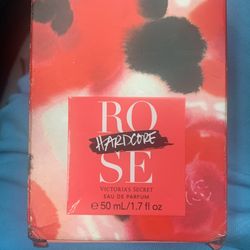 RO
HARDCORE
SE
VICTORIA'S SECRET
EAU DE PARFUM
℮ 50 mL/1.7 fl oz